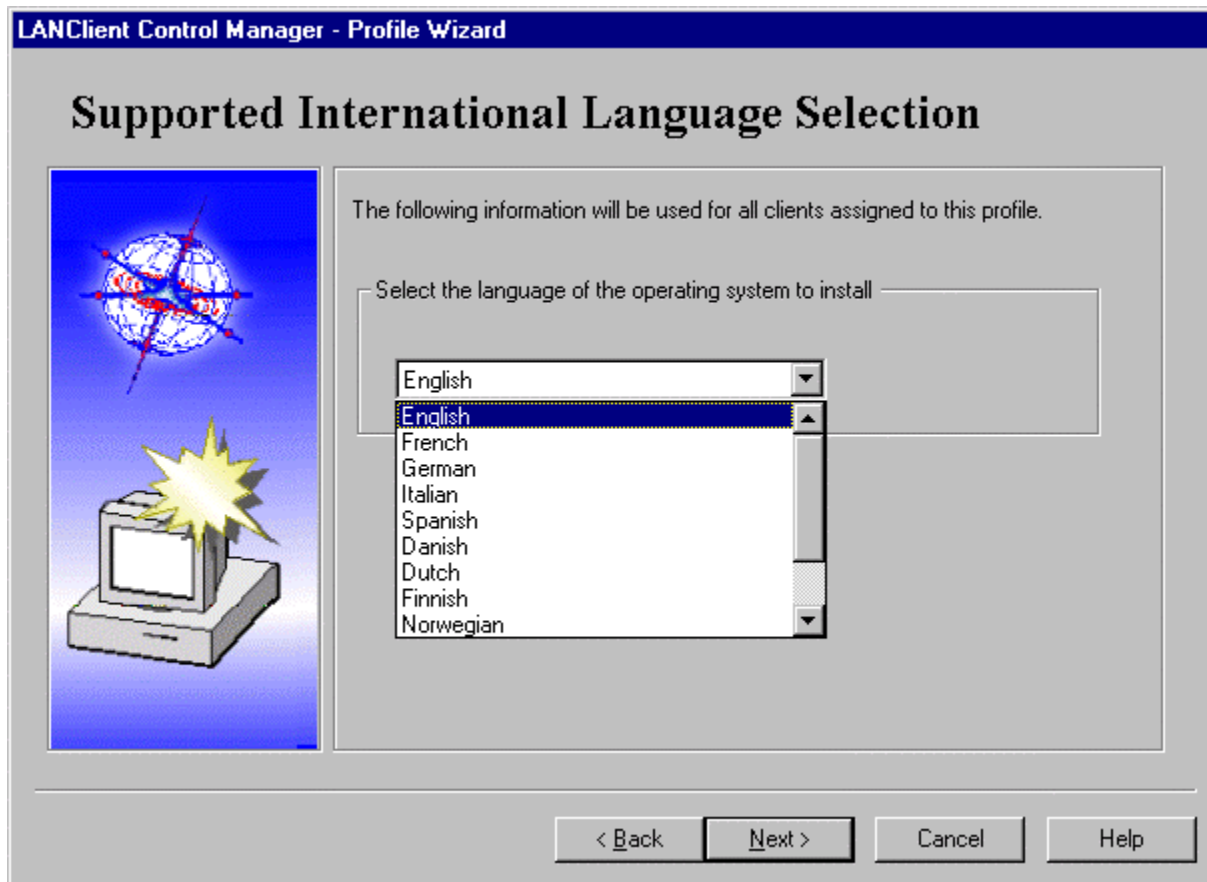 LANClient Control Manager - Profile Wizard
Supported International Language Selection
The following information will be used for all clients assigned to this profile.
Select the language of the operating system to install
English
English
French
German
Italian
Spanish
Danish
Dutch
Finnish
Norwegian
< Back
Next >
Cancel
Help